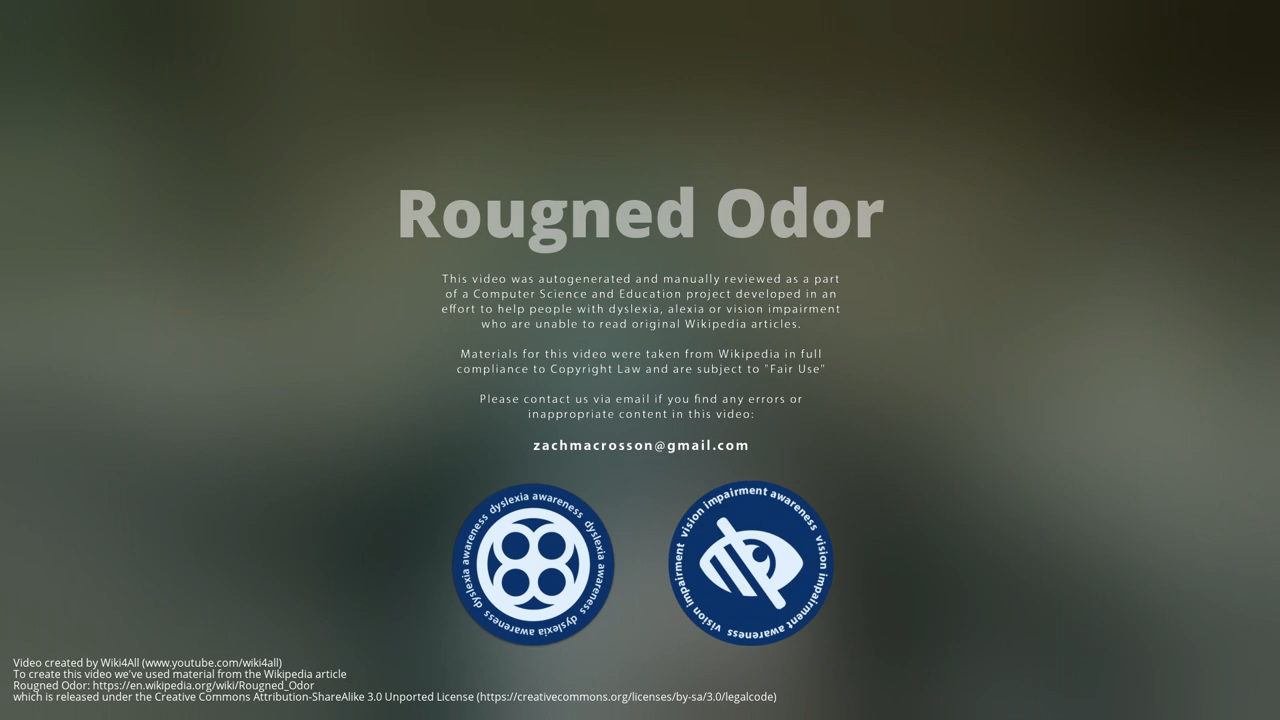 Rougned Odor
This video was autogenerated and manually reviewed as a part
of a Computer Science and Education project developed in an
effort to help people with dyslexia, alexia or vision impairment
who are unable to read original Wikipedia articles.
Materials for this video were taken from Wikipedia in full
compliance to Copyright Law and are subject to "Fair Use"
Please contact us via email if you find any errors or
inappropriate content in this video:
zachmacrosson@gmail.com
dyslexia awareness dyslexia awareness dyslexia awareness dyslexia awareness
vision impairment awareness vision impairment awareness vision impairment
Video created by Wiki4All (www.youtube.com/wiki4all)
To create this video we've used material from the Wikipedia article
Rougned Odor: https://en.wikipedia.org/wiki/Rougned_Odor
which is released under the Creative Commons Attribution-ShareAlike 3.0 Unported License (https://creativecommons.org/licenses/by-sa/3.0/legalcode)